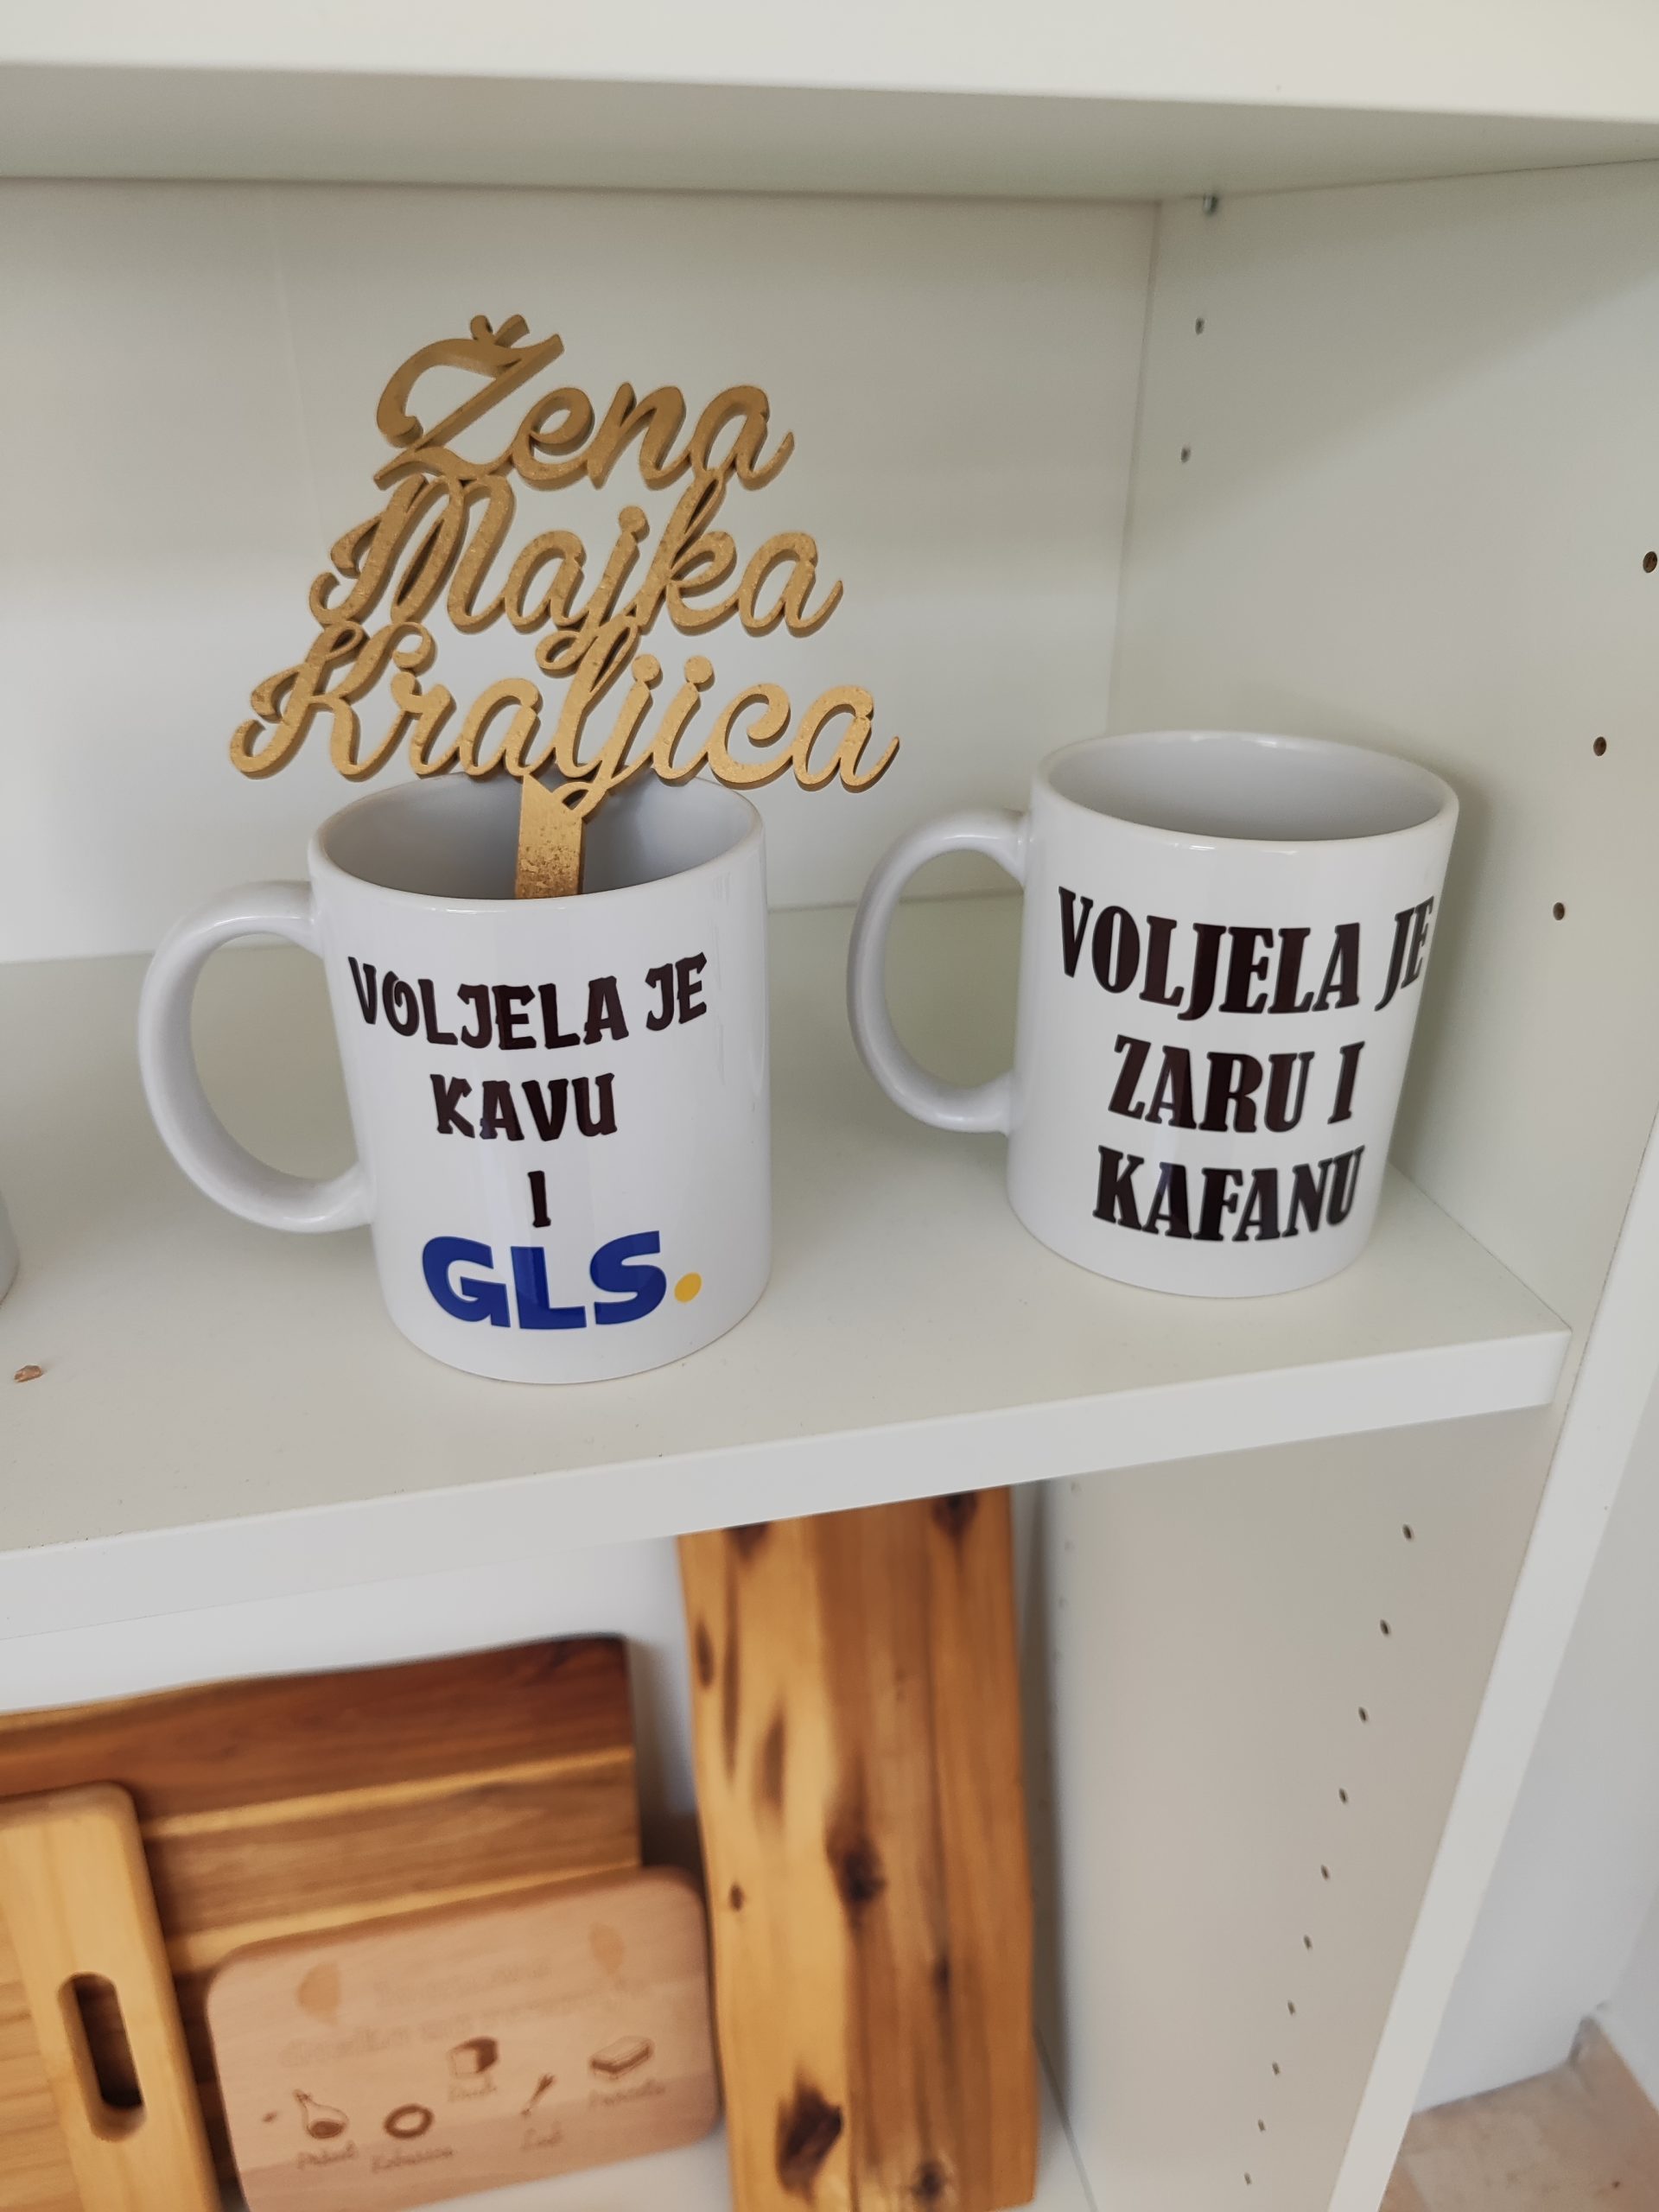 Žena
Majka
Kraljica
VOLJELA JE
KAVU
I
GLS.
VOLJELA JE
ZARU I
KAFANU